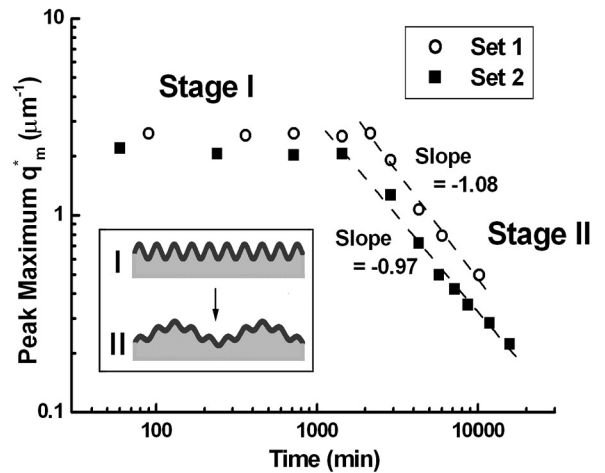 10
Set 1
Set 2
Stage I
Slope
= -1.08
Stage II
Slope
= -0.97
I
II
1
0.1
100
1000
10000
Time (min)
Peak Maximum q*m (μm-1)